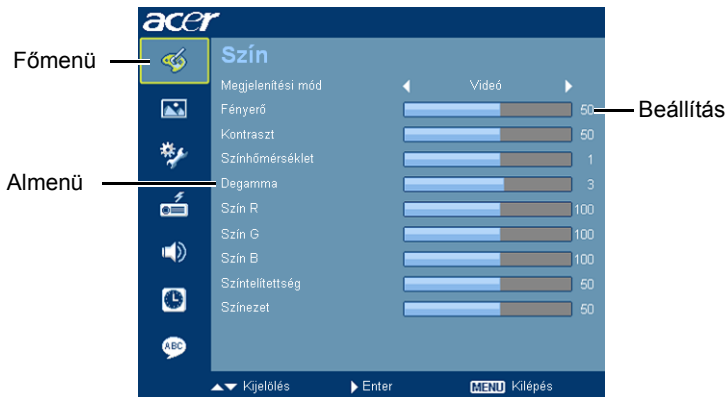 acer
Főmenü
Szín
Megjelenítési mód Videó
Fényerő 50 Beállítás
Kontraszt 50
Színhőmérséklet 1
Almenü Degamma 3
Szín R 100
Szín G 100
Szín B 100
Színtelítettség 50
Színezet 50
ABC
Kijelölés Enter MENU Kilépés